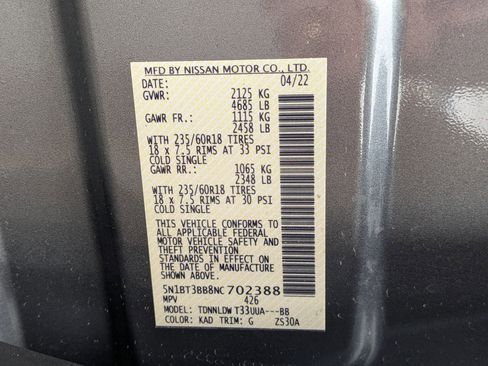 MFD BY NISSAN MOTOR CO., LTD.
DATE: 04/22
GVWR: 2125 KG
4685 LB
GAWR FR.: 1115 KG
2458 LB
WITH 235/60R18 TIRES
18 x 7.5 RIMS AT 33 PSI
COLD SINGLE
GAWR RR.: 1065 KG
2348 LB
WITH 235/60R18 TIRES
18 x 7.5 RIMS AT 30 PSI
COLD SINGLE
THIS VEHICLE CONFORMS TO
ALL APPLICABLE FEDERAL
MOTOR VEHICLE SAFETY AND
AND THEFT PREVENTION
STANDARDS IN EFFECT ON
THE DATE OF MANUFACTURE
SHOWN ABOVE.
5N1BT3BB8NC702388
MPV 426
MODEL: TDNNLDW T33UUA---BB
COLOR: KAD TRIM: G ZS30A